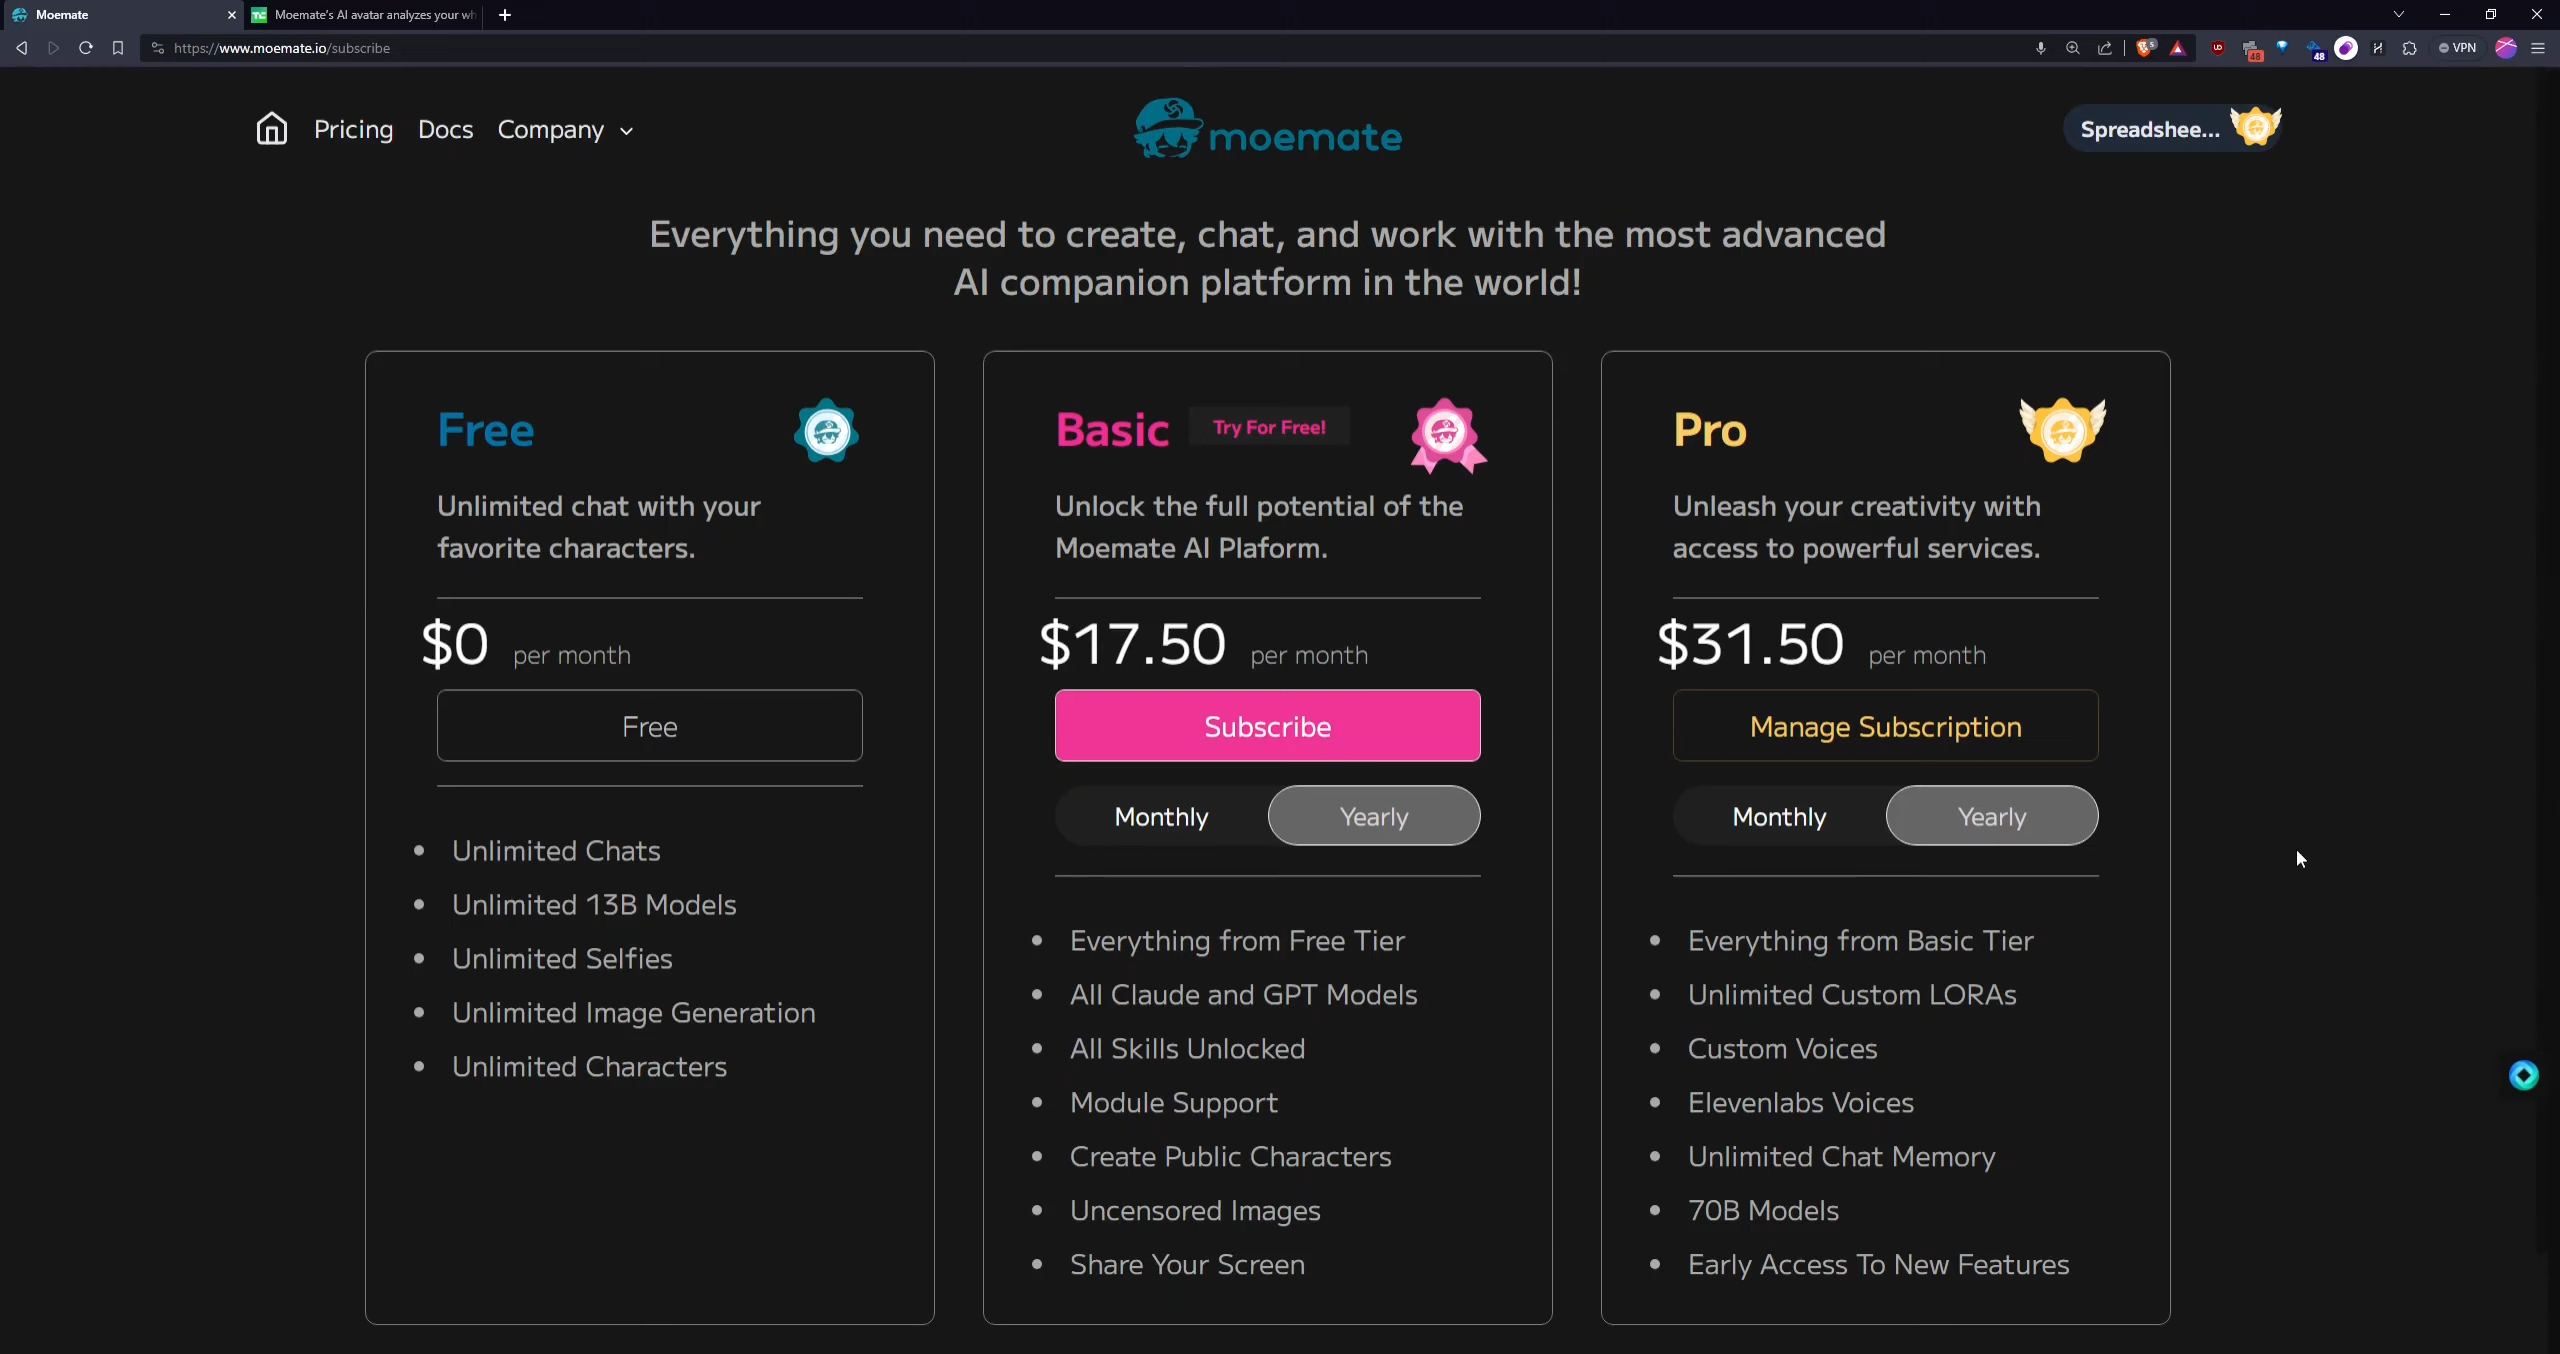 Moemate
Moemate's AI avatar analyzes your wh
https://www.moemate.io/subscribe
48
48
VPN
Pricing
Docs
Company
moemate
Spreadshee...
Everything you need to create, chat, and work with the most advanced
AI companion platform in the world!
Free
Unlimited chat with your
favorite characters.
$0 per month
Free
Unlimited Chats
Unlimited 13B Models
Unlimited Selfies
Unlimited Image Generation
Unlimited Characters
Basic
Try For Free!
Unlock the full potential of the
Moemate AI Plaform.
$17.50 per month
Subscribe
Monthly
Yearly
Everything from Free Tier
All Claude and GPT Models
All Skills Unlocked
Module Support
Create Public Characters
Uncensored Images
Share Your Screen
Pro
Unleash your creativity with
access to powerful services.
$31.50 per month
Manage Subscription
Monthly
Yearly
Everything from Basic Tier
Unlimited Custom LORAs
Custom Voices
Elevenlabs Voices
Unlimited Chat Memory
70B Models
Early Access To New Features